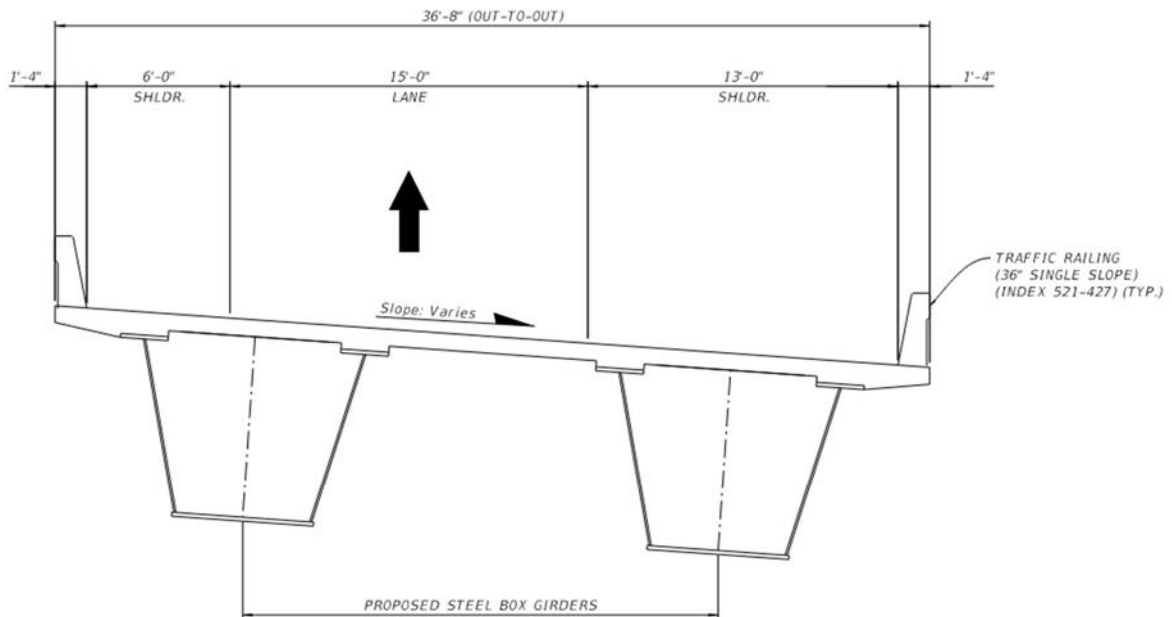 36'-8" (OUT-TO-OUT)
1'-4"
6'-0"
SHLDR.
15'-0"
LANE
13'-0"
SHLDR.
1'-4"
TRAFFIC RAILING
(36" SINGLE SLOPE)
(INDEX 521-427) (TYP.)
Slope: Varies
PROPOSED STEEL BOX GIRDERS